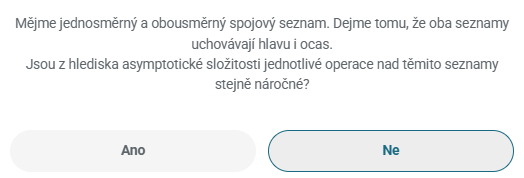 Mějme jednosměrný a obousměrný spojový seznam. Dejme tomu, že oba seznamy
uchovávají hlavu i ocas.
Jsou z hlediska asymptotické složitosti jednotlivé operace nad těmito seznamy
stejně náročné?
Ano
Ne